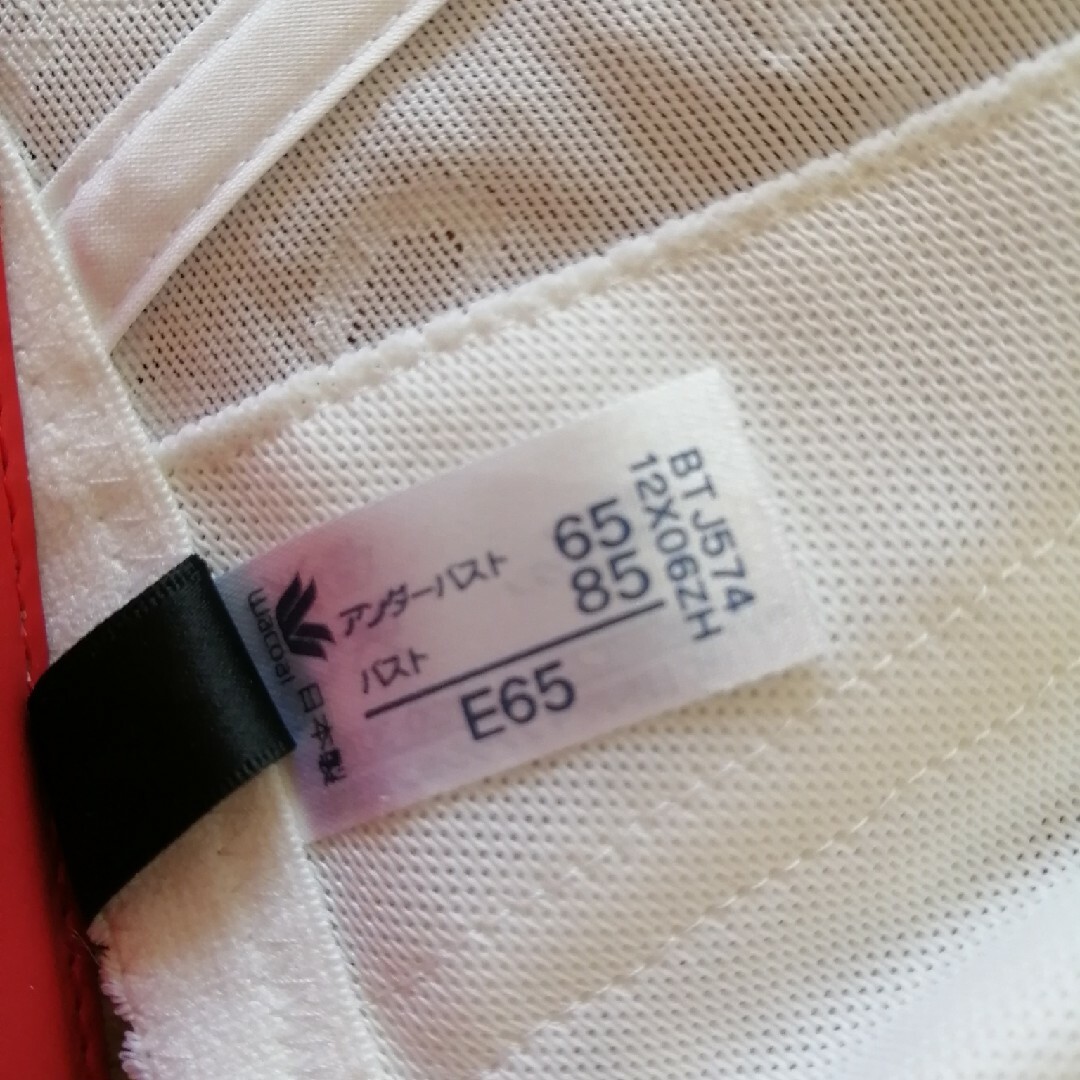 アンダーバスト 65
バスト 85
E65
BTJ574
12X06ZH
wacoal
日本製